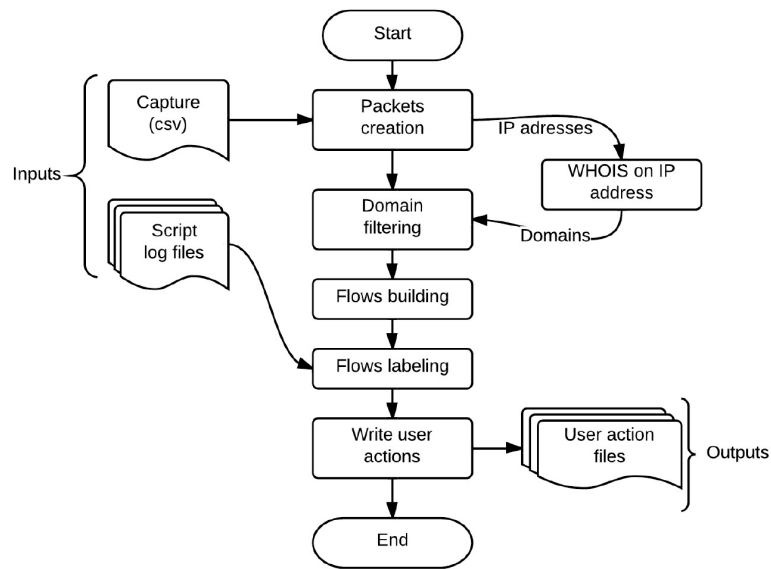 Start
Capture
(csv)
Packets
creation
IP adresses
Inputs
WHOIS on IP
address
Script
log files
Domain
filtering
Domains
Flows building
Flows labeling
Write user
actions
User action
files
Outputs
End